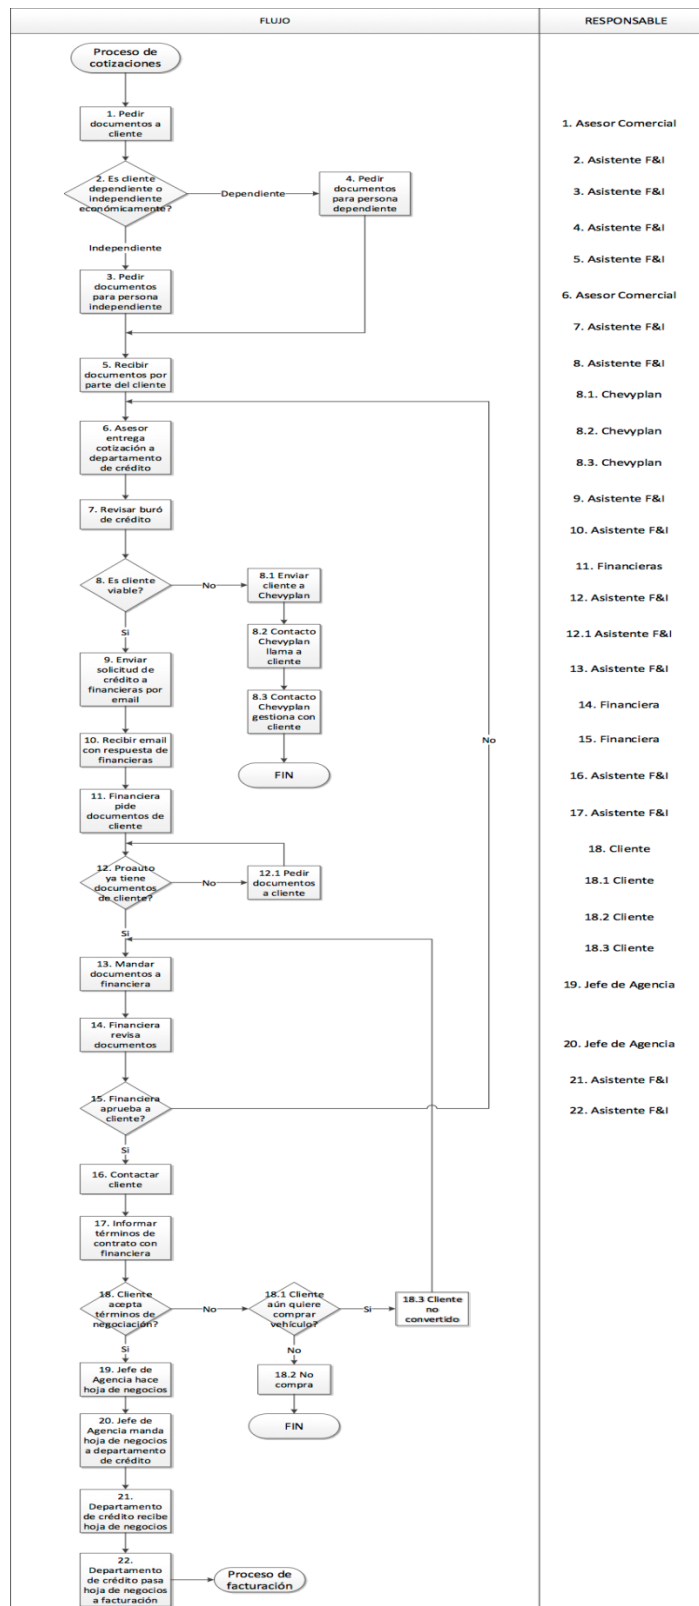 FLUJO
RESPONSABLE
Proceso de
cotizaciones
1. Pedir
documentos a
cliente
2. Es cliente
dependiente o
independiente
económicamente?
Dependiente
4. Pedir
documentos
para persona
dependiente
Independiente
3. Pedir
documentos
para persona
independiente
5. Recibir
documentos por
parte del cliente
6. Asesor
entrega
cotización a
departamento
de crédito
7. Revisar buró
de crédito
8. Es cliente
viable?
No
8.1 Enviar
cliente a
Chevyplan
Si
8.2 Contacto
Chevyplan
llama a
cliente
9. Enviar
solicitud de
crédito a
financieras por
email
8.3 Contacto
Chevyplan
gestiona con
cliente
10. Recibir email
con respuesta de
financieras
No
FIN
11. Financiera
pide
documentos de
cliente
12. Proauto
ya tiene
documentos
de cliente?
No
12.1 Pedir
documentos
a cliente
Si
13. Mandar
documentos a
financiera
14. Financiera
revisa
documentos
15. Financiera
aprueba a
cliente?
Si
16. Contactar
cliente
17. Informar
términos de
contrato con
financiera
18. Cliente
acepta
términos de
negociación?
No
18.1 Cliente
aún quiere
comprar
vehículo?
Si
18.3 Cliente
no
convertido
Si
No
19. Jefe de
Agencia hace
hoja de negocios
18.2 No
compra
20. Jefe de
Agencia manda
hoja de negocios
a departamento
de crédito
FIN
21.
Departamento
de crédito recibe
hoja de negocios
22.
Departamento
de crédito pasa
hoja de negocios
a facturación
Proceso de
facturación
1. Asesor Comercial
2. Asistente F&I
3. Asistente F&I
4. Asistente F&I
5. Asistente F&I
6. Asesor Comercial
7. Asistente F&I
8. Asistente F&I
8.1. Chevyplan
8.2. Chevyplan
8.3. Chevyplan
9. Asistente F&I
10. Asistente F&I
11. Financieras
12. Asistente F&I
12.1 Asistente F&I
13. Asistente F&I
14. Financiera
15. Financiera
16. Asistente F&I
17. Asistente F&I
18. Cliente
18.1 Cliente
18.2 Cliente
18.3 Cliente
19. Jefe de Agencia
20. Jefe de Agencia
21. Asistente F&I
22. Asistente F&I